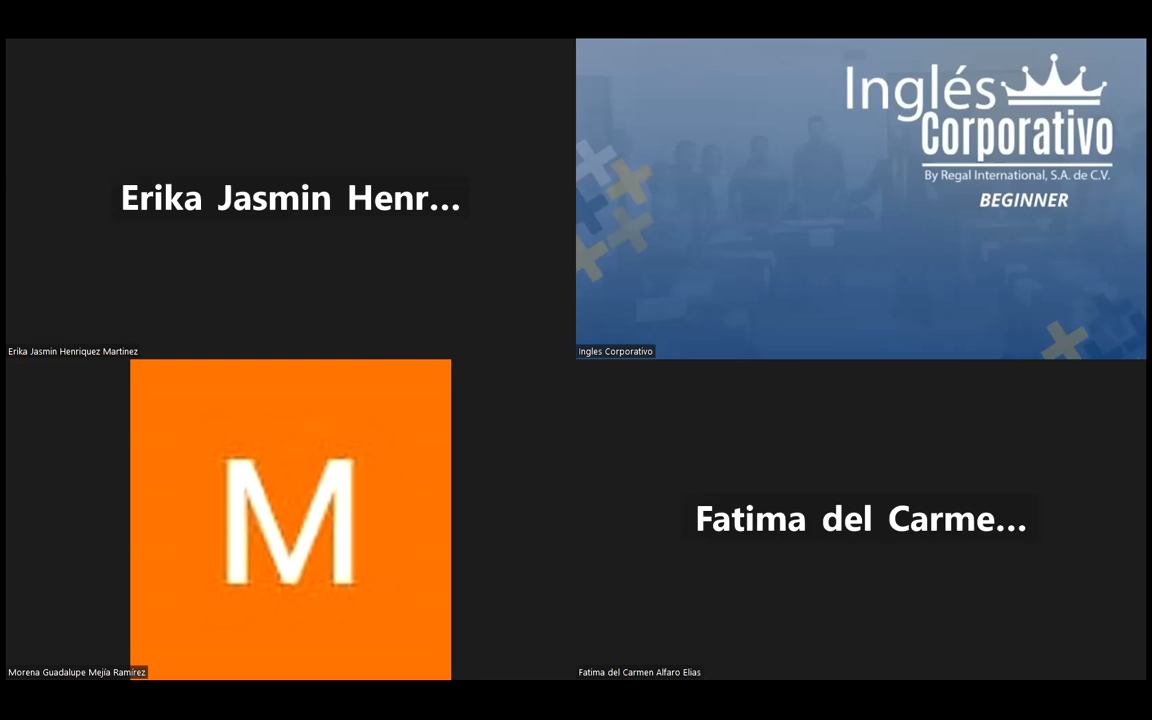 Erika Jasmin Henr...
Erika Jasmin Henriquez Martinez
Inglés
Corporativo
By Regal International, S.A. de C.V.
BEGINNER
Ingles Corporativo
M
Morena Guadalupe Mejía Ramírez
Fatima del Carme...
Fatima del Carmen Alfaro Elias